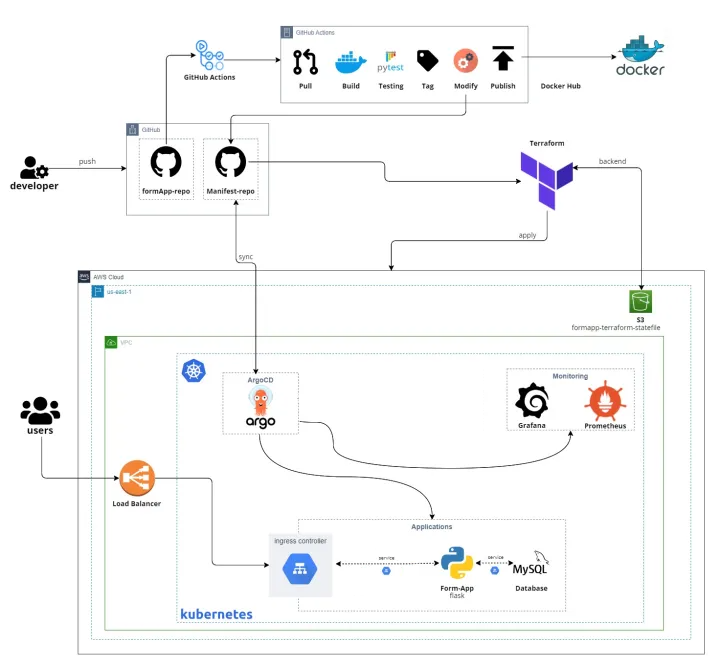 GitHub Actions
Pull
Build
pytest
Testing
Tag
Modify
Publish
Docker Hub
docker
GitHub Actions
GitHub
formApp-repo
Manifest-repo
push
developer
Terraform
backend
apply
sync
AWS
AWS Cloud
us-east-1
S3
formapp-terraform-statefile
VPC
ArgoCD
argo
Monitoring
Grafana
Prometheus
users
Load Balancer
Applications
Ingress controller
service
service
Form-App
flask
MySQL
Database
kubernetes